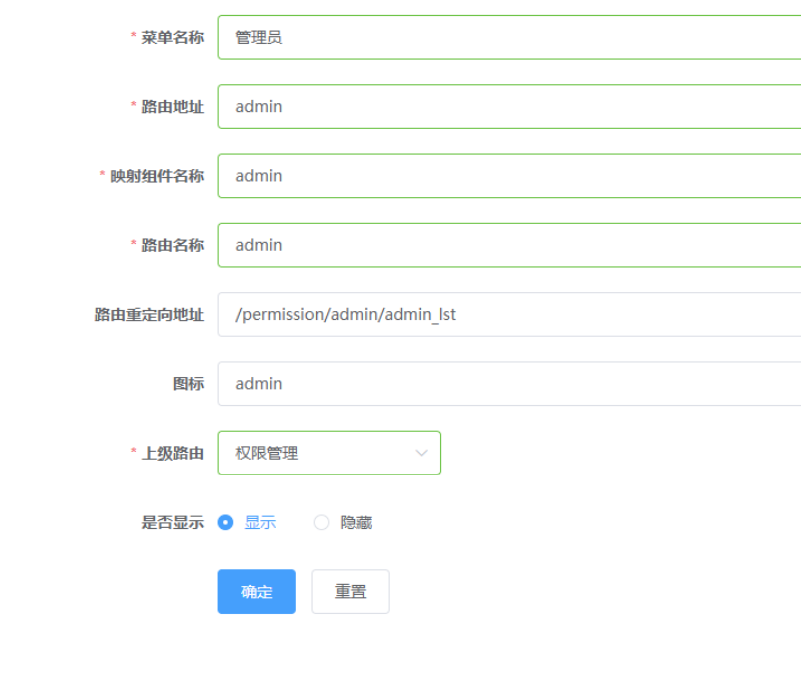 * 菜单名称 管理员
* 路由地址 admin
* 映射组件名称 admin
* 路由名称 admin
路由重定向地址 /permission/admin/admin_lst
图标 admin
* 上级路由 权限管理
是否显示 显示 隐藏
确定 重置